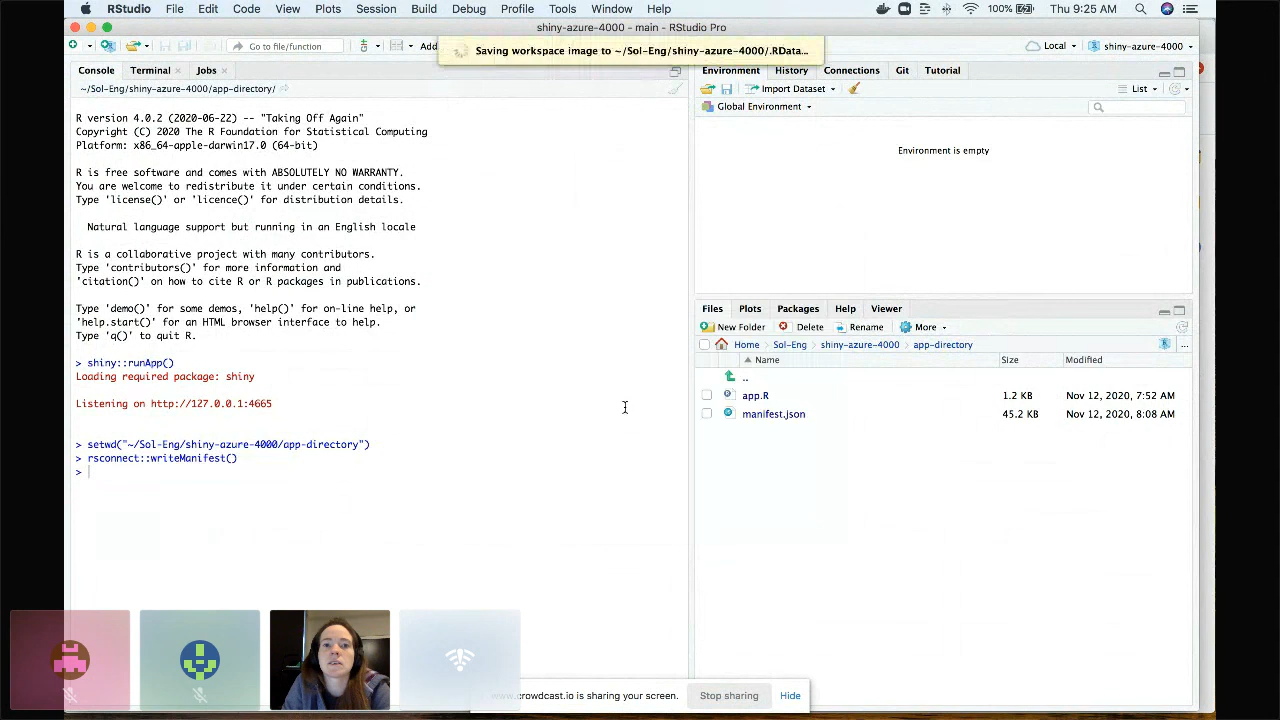 RStudio File Edit Code View Plots Session Build Debug Profile Tools Window Help 100% Thu 9:25 AM
shiny-azure-4000 - main - RStudio Pro
Go to file/function Add Local shiny-azure-4000
Saving workspace image to ~/Sol-Eng/shiny-azure-4000/.RData...
Console Terminal Jobs
~/Sol-Eng/shiny-azure-4000/app-directory/
R version 4.0.2 (2020-06-22) -- "Taking Off Again"
Copyright (C) 2020 The R Foundation for Statistical Computing
Platform: x86_64-apple-darwin17.0 (64-bit)
R is free software and comes with ABSOLUTELY NO WARRANTY.
You are welcome to redistribute it under certain conditions.
Type 'license()' or 'licence()' for distribution details.
Natural language support but running in an English locale
R is a collaborative project with many contributors.
Type 'contributors()' for more information and
'citation()' on how to cite R or R packages in publications.
Type 'demo()' for some demos, 'help()' for on-line help, or
'help.start()' for an HTML browser interface to help.
Type 'q()' to quit R.
> shiny::runApp()
Loading required package: shiny
Listening on http://127.0.0.1:4665
> setwd("~/Sol-Eng/shiny-azure-4000/app-directory")
> rsconnect::writeManifest()
>
Environment History Connections Git Tutorial
Import Dataset List
Global Environment
Environment is empty
Files Plots Packages Help Viewer
New Folder Delete Rename More
Home Sol-Eng shiny-azure-4000 app-directory ...
Name Size Modified
..
app.R 1.2 KB Nov 12, 2020, 7:52 AM
manifest.json 45.2 KB Nov 12, 2020, 8:08 AM
www.crowdcast.io is sharing your screen. Stop sharing Hide